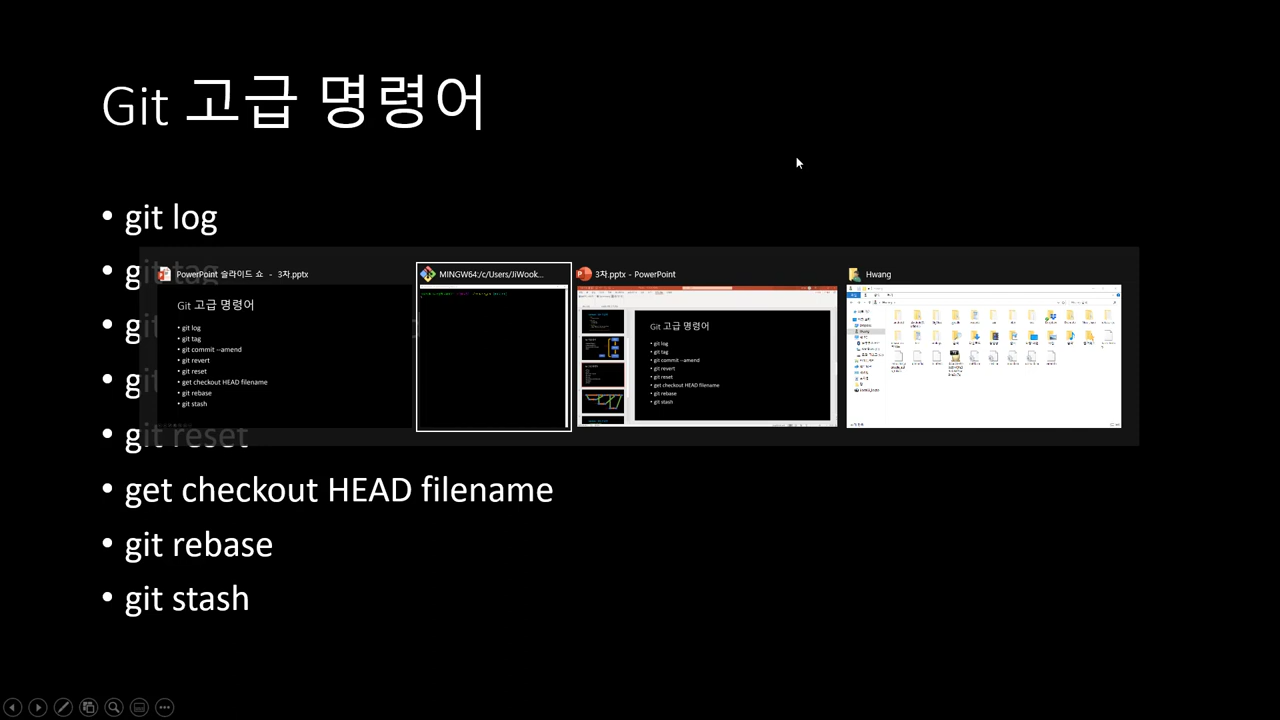 Git 고급 명령어
• git log
• git tag
• git reset
• get checkout HEAD filename
• git rebase
• git stash
PowerPoint 슬라이드 쇼 - 3차.pptx
Git 고급 명령어
• git log
• git tag
• git commit --amend
• git revert
• git reset
• get checkout HEAD filename
• git rebase
• git stash
MINGW64:/c/Users/JiWook...
3차.pptx - PowerPoint
Git 고급 명령어
• git log
• git tag
• git commit --amend
• git revert
• git reset
• get checkout HEAD filename
• git rebase
• git stash
Hwang